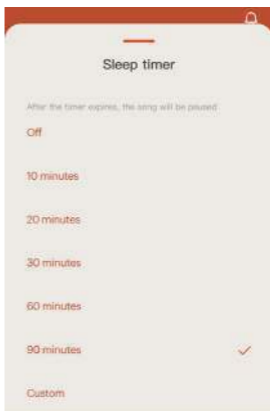 Sleep timer
After the timer expires, the song will be paused
Off
10 minutes
20 minutes
30 minutes
60 minutes
90 minutes
Custom